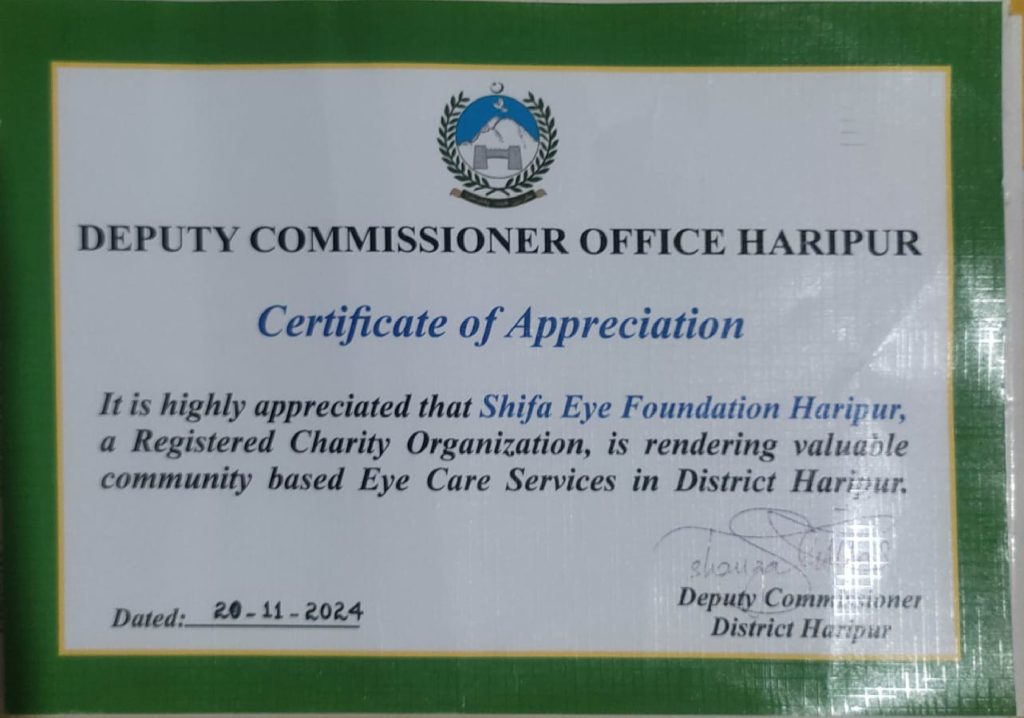 DEPUTY COMMISSIONER OFFICE HARIPUR
Certificate of Appreciation
It is highly appreciated that Shifa Eye Foundation Haripur,
a Registered Charity Organization, is rendering valuable
community based Eye Care Services in District Haripur.
Dated: 20-11-2024
Deputy Commissioner
District Haripur